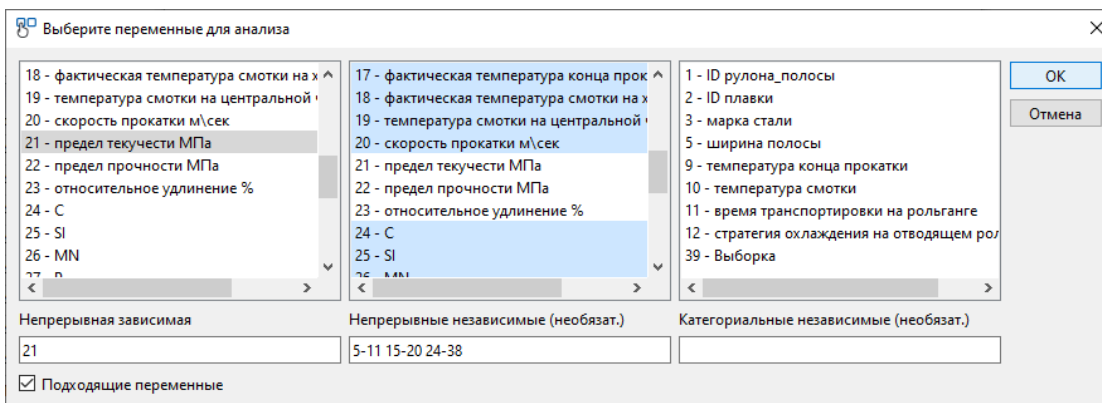 Выберите переменные для анализа
18 - фактическая температура смотки на х
19 - температура смотки на центральной
20 - скорость прокатки м\сек
21 - предел текучести МПа
22 - предел прочности МПа
23 - относительное удлинение %
24 - C
25 - SI
26 - MN
17 - фактическая температура конца прок
18 - фактическая температура смотки на х
19 - температура смотки на центральной
20 - скорость прокатки м\сек
21 - предел текучести МПа
22 - предел прочности МПа
23 - относительное удлинение %
24 - C
25 - SI
26 - MN
1 - ID рулона_полосы
2 - ID плавки
3 - марка стали
5 - ширина полосы
9 - температура конца прокатки
10 - температура смотки
11 - время транспортировки на рольганге
12 - стратегия охлаждения на отводящем рол
39 - Выборка
OK
Отмена
Непрерывная зависимая
Непрерывные независимые (необязат.)
Категориальные независимые (необязат.)
21
5-11 15-20 24-38
Подходящие переменные